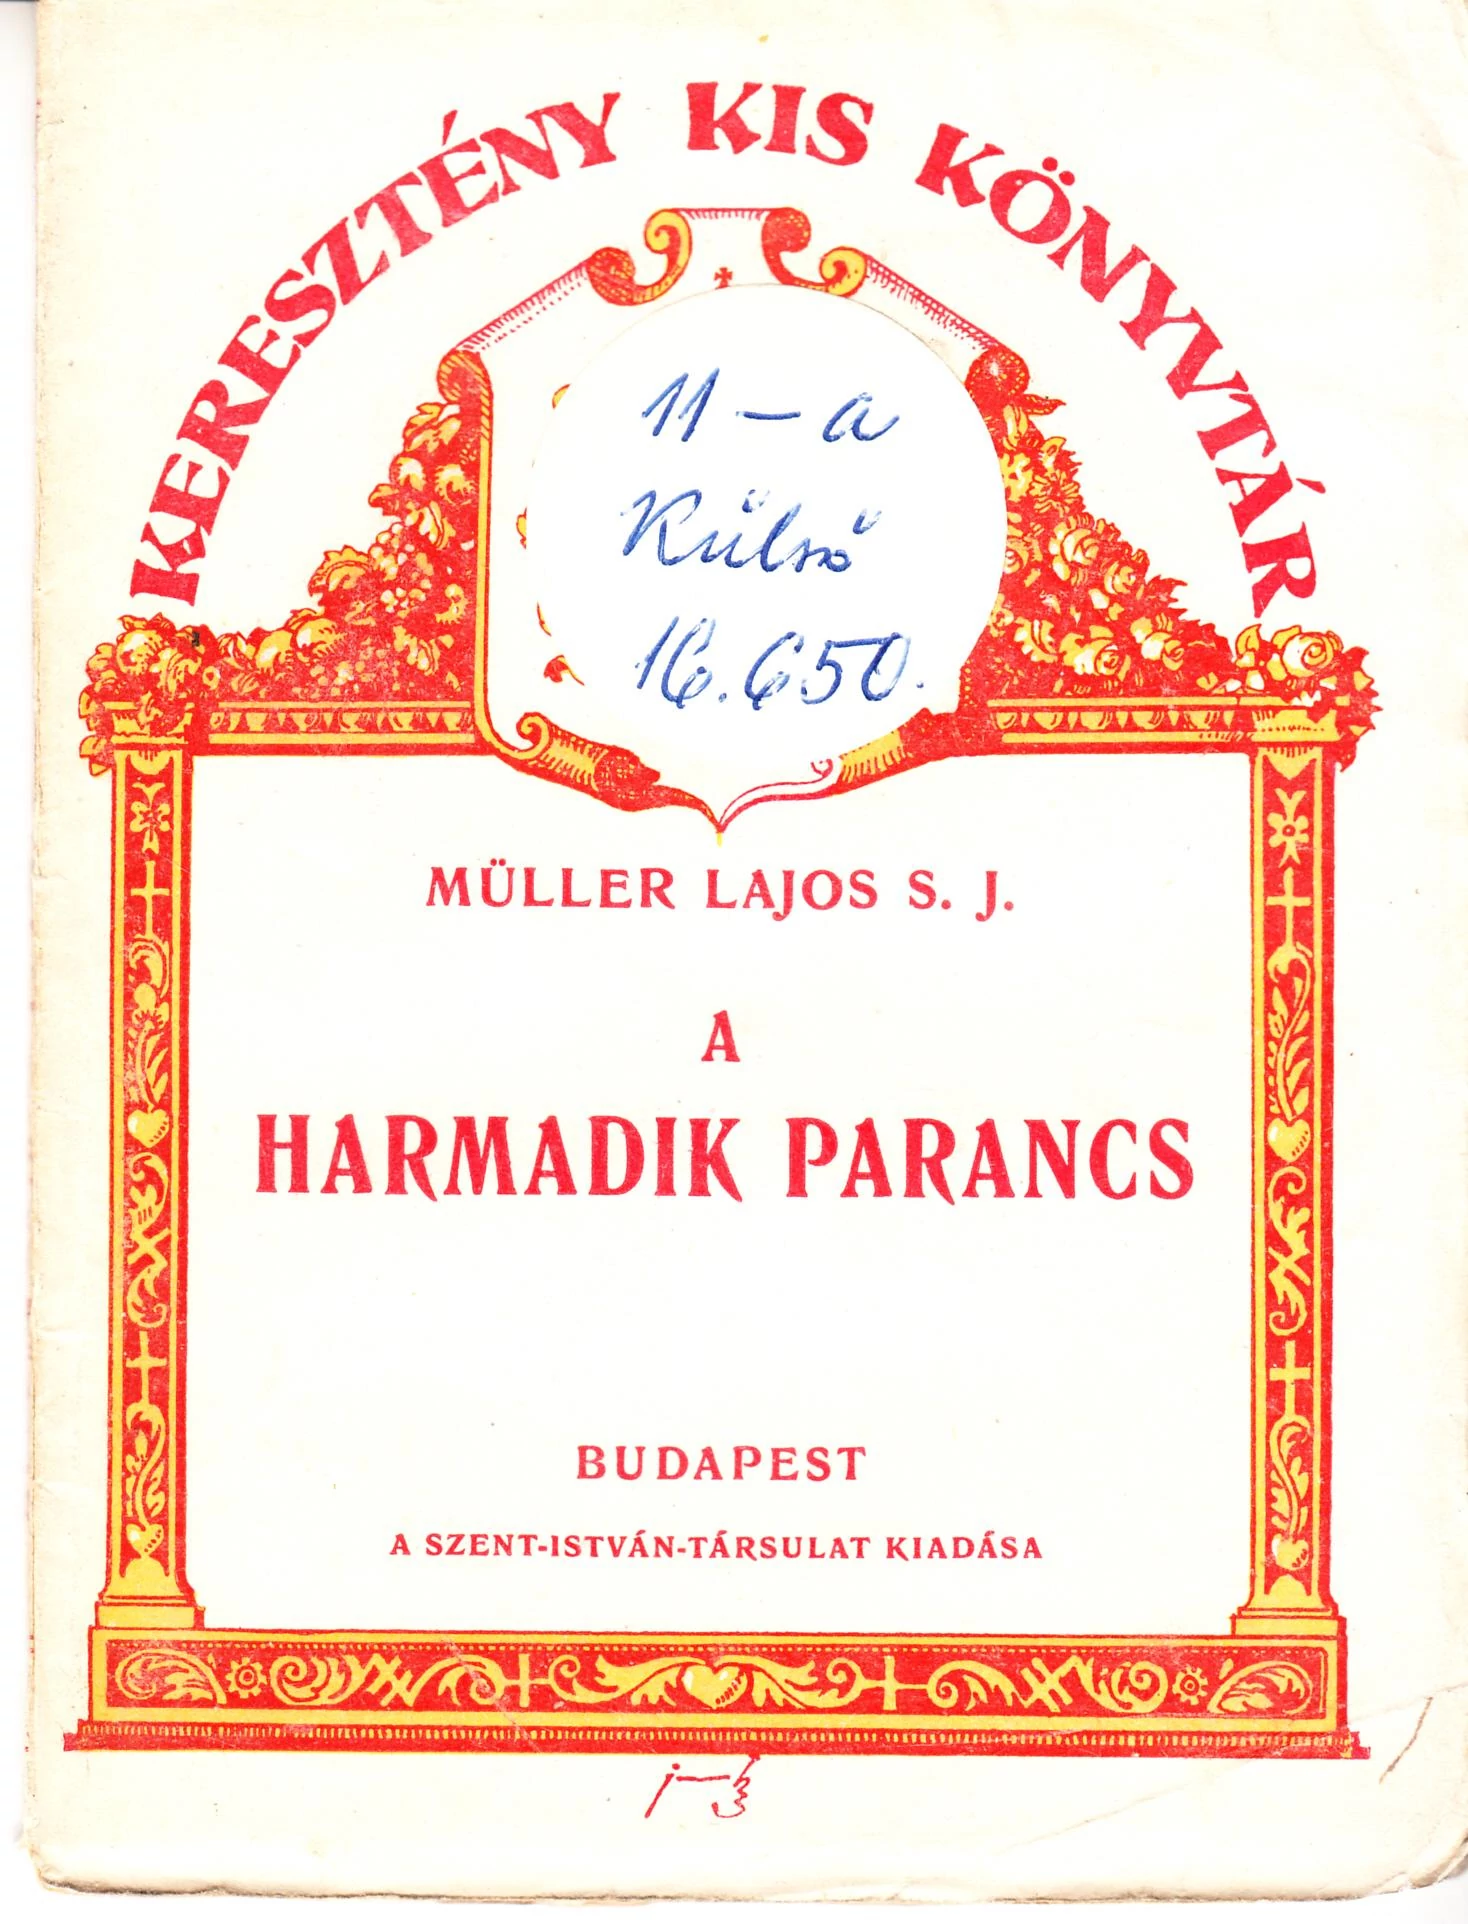 KERESZTÉNY KIS KÖNYVTÁR
11 – a
Külső
16.650.
MÜLLER LAJOS S. J.
A
HARMADIK PARANCS
BUDAPEST
A SZENT-ISTVÁN-TÁRSULAT KIADÁSA